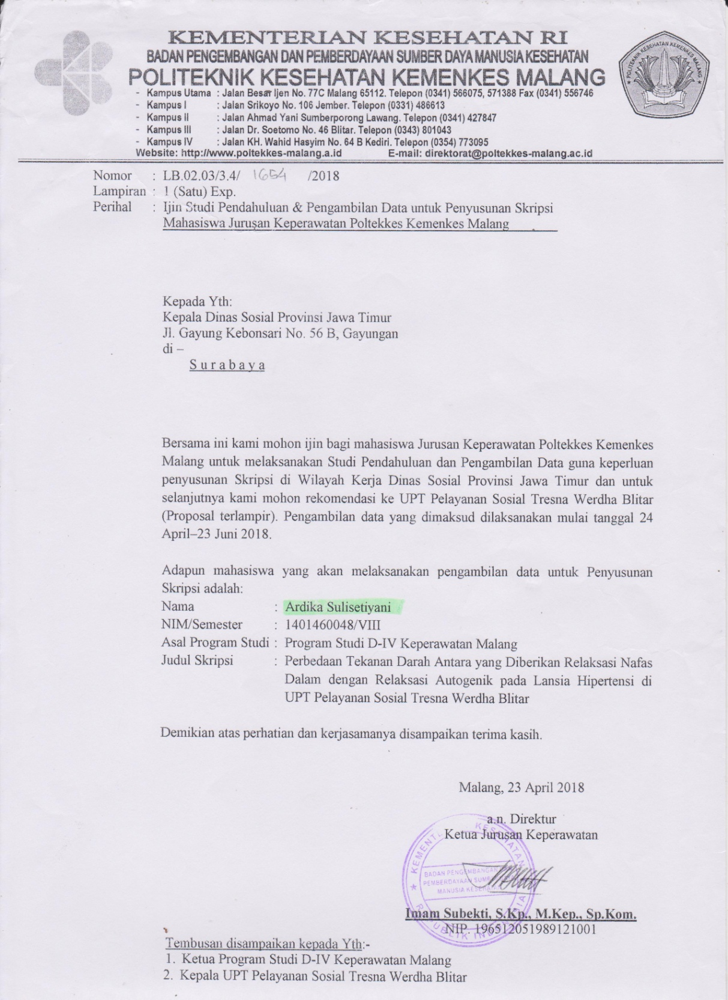 KEMENTERIAN KESEHATAN RI
BADAN PENGEMBANGAN DAN PEMBERDAYAAN SUMBER DAYA MANUSIA KESEHATAN
POLITEKNIK KESEHATAN KEMENKES MALANG
- Kampus Utama : Jalan Besar Ijen No. 77C Malang 65112. Telepon (0341) 566075, 571388 Fax (0341) 556746
- Kampus I : Jalan Srikoyo No. 106 Jember. Telepon (0331) 486613
- Kampus II : Jalan Ahmad Yani Sumberporong Lawang. Telepon (0341) 427847
- Kampus III : Jalan Dr. Soetomo No. 46 Blitar. Telepon (0343) 801043
- Kampus IV : Jalan KH. Wahid Hasyim No. 64 B Kediri. Telepon (0354) 773095
Website: http://www.poltekkes-malang.a.id E-mail: direktorat@poltekkes-malang.ac.id
POLITEKNIK KESEHATAN KEMENKES MALANG
Nomor : LB.02.03/3.4/ 1654 /2018
Lampiran : 1 (Satu) Exp.
Perihal : Ijin Studi Pendahuluan & Pengambilan Data untuk Penyusunan Skripsi
Mahasiswa Jurusan Keperawatan Poltekkes Kemenkes Malang
Kepada Yth:
Kepala Dinas Sosial Provinsi Jawa Timur
Jl. Gayung Kebonsari No. 56 B, Gayungan
di –
Surabaya
Bersama ini kami mohon ijin bagi mahasiswa Jurusan Keperawatan Poltekkes Kemenkes
Malang untuk melaksanakan Studi Pendahuluan dan Pengambilan Data guna keperluan
penyusunan Skripsi di Wilayah Kerja Dinas Sosial Provinsi Jawa Timur dan untuk
selanjutnya kami mohon rekomendasi ke UPT Pelayanan Sosial Tresna Werdha Blitar
(Proposal terlampir). Pengambilan data yang dimaksud dilaksanakan mulai tanggal 24
April–23 Juni 2018.
Adapun mahasiswa yang akan melaksanakan pengambilan data untuk Penyusunan
Skripsi adalah:
Nama : Ardika Sulisetiyani
NIM/Semester : 1401460048/VIII
Asal Program Studi : Program Studi D-IV Keperawatan Malang
Judul Skripsi : Perbedaan Tekanan Darah Antara yang Diberikan Relaksasi Nafas
Dalam dengan Relaksasi Autogenik pada Lansia Hipertensi di
UPT Pelayanan Sosial Tresna Werdha Blitar
Demikian atas perhatian dan kerjasamanya disampaikan terima kasih.
Malang, 23 April 2018
a.n. Direktur
Ketua Jurusan Keperawatan
KESEHATAN
BADAN PENGEMBANGAN
PEMBERDAYAAN
MANUSIA
INDONESIA
Imam Subekti, S.Kp., M.Kep., Sp.Kom.
NIP. 196512051989121001
Tembusan disampaikan kepada Yth:-
1. Ketua Program Studi D-IV Keperawatan Malang
2. Kepala UPT Pelayanan Sosial Tresna Werdha Blitar